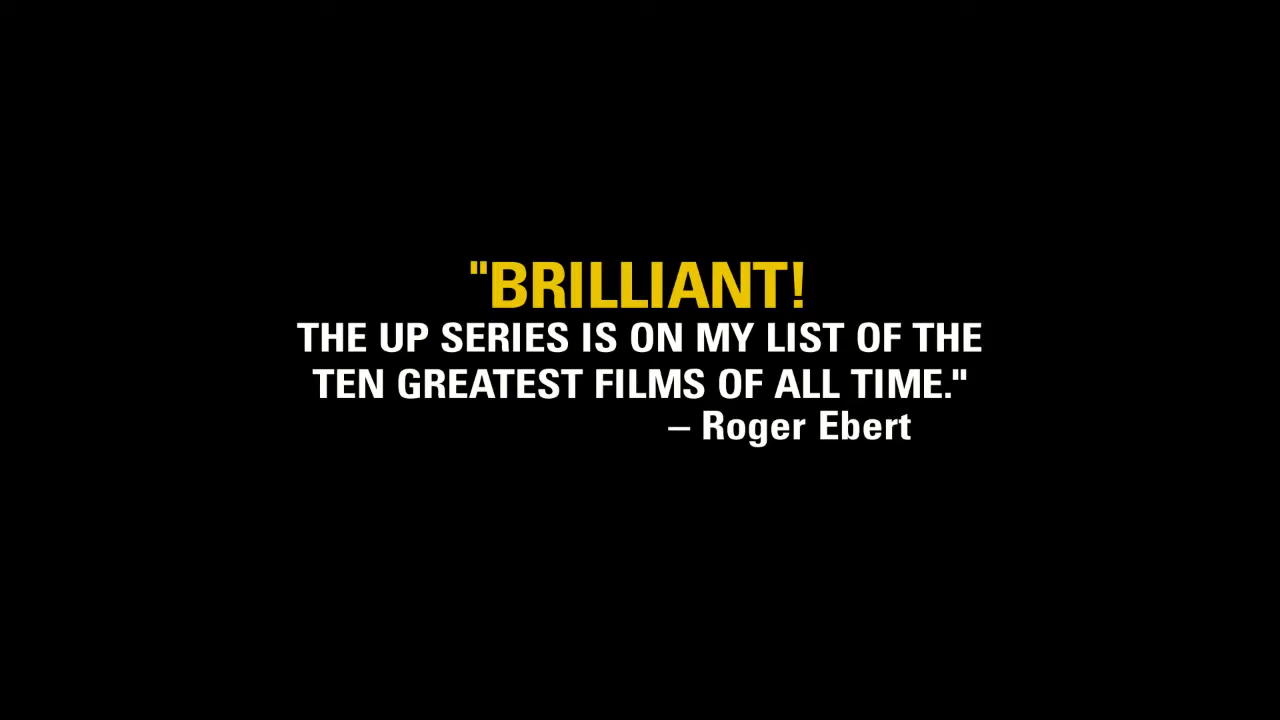 "BRILLIANT!
THE UP SERIES IS ON MY LIST OF THE
TEN GREATEST FILMS OF ALL TIME."
– Roger Ebert